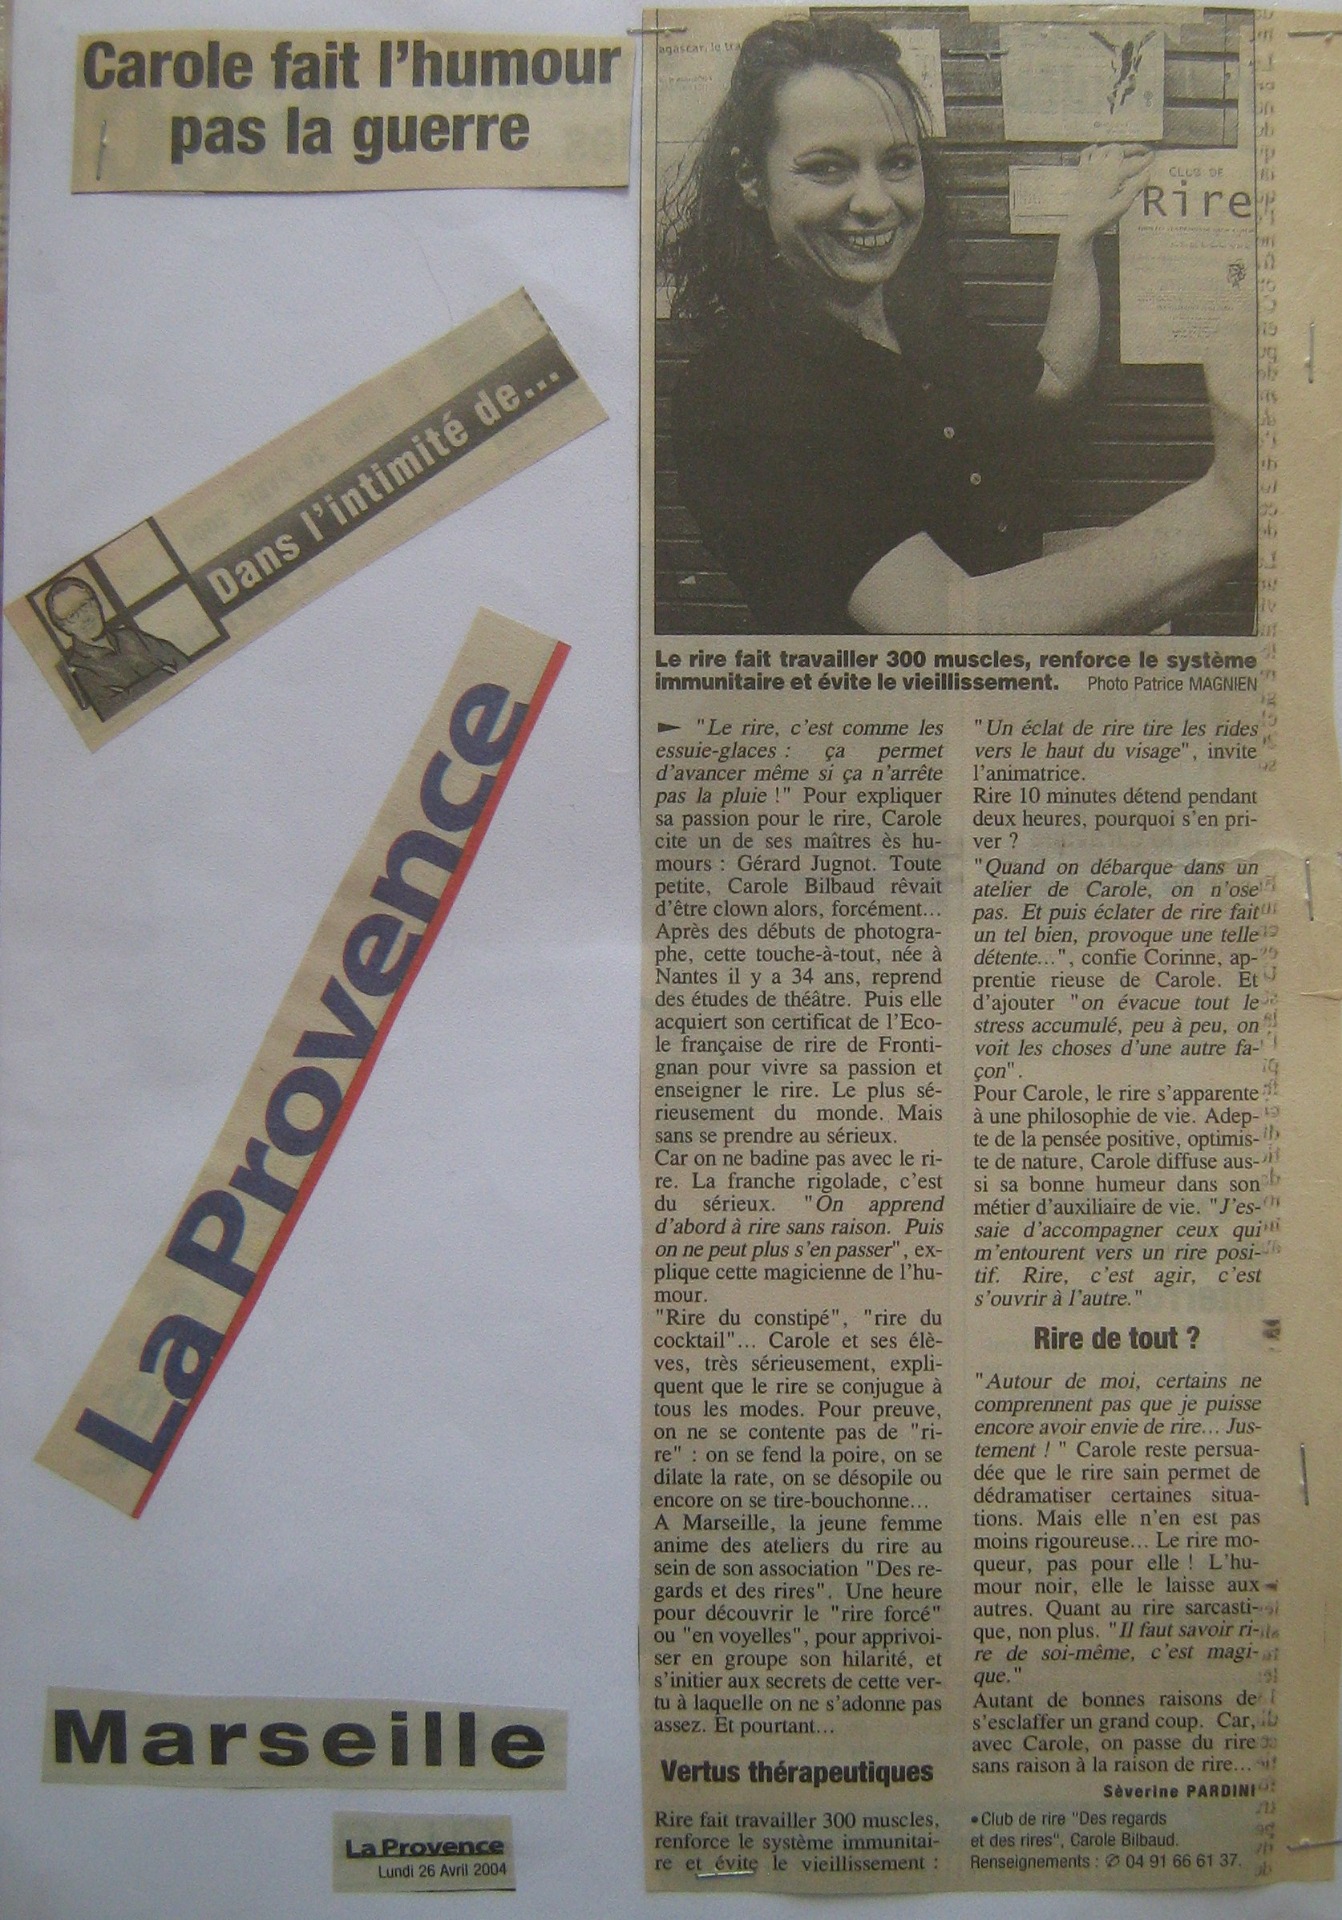 Carole fait l'humour
pas la guerre
Dans l'intimité de...
La Provence
Marseille
La Provence
Lundi 26 Avril 2004
agascar, le tra
CLUB DE
Rire
Le rire fait travailler 300 muscles, renforce le système
immunitaire et évite le vieillissement. Photo Patrice MAGNIEN
► "Le rire, c'est comme les
essuie-glaces : ça permet
d'avancer même si ça n'arrête
pas la pluie !" Pour expliquer
sa passion pour le rire, Carole
cite un de ses maîtres ès hu-
mours : Gérard Jugnot. Toute
petite, Carole Bilbaud rêvait
d'être clown alors, forcément...
Après des débuts de photogra-
phe, cette touche-à-tout, née à
Nantes il y a 34 ans, reprend
des études de théâtre. Puis elle
acquiert son certificat de l'Eco-
le française de rire de Fronti-
gnan pour vivre sa passion et
enseigner le rire. Le plus sé-
rieusement du monde. Mais
sans se prendre au sérieux.
Car on ne badine pas avec le ri-
re. La franche rigolade, c'est
du sérieux. "On apprend
d'abord à rire sans raison. Puis
on ne peut plus s'en passer", ex-
plique cette magicienne de l'hu-
mour.
"Rire du constipé", "rire du
cocktail"... Carole et ses élè-
ves, très sérieusement, expli-
quent que le rire se conjugue à
tous les modes. Pour preuve,
on ne se contente pas de "ri-
re" : on se fend la poire, on se
dilate la rate, on se désopile ou
encore on se tire-bouchonne...
A Marseille, la jeune femme
anime des ateliers du rire au
sein de son association "Des re-
gards et des rires". Une heure
pour découvrir le "rire forcé"
ou "en voyelles", pour apprivoi-
ser en groupe son hilarité, et
s'initier aux secrets de cette ver-
tu à laquelle on ne s'adonne pas
assez. Et pourtant...
Vertus thérapeutiques
Rire fait travailler 300 muscles,
renforce le système immunitai-
re et évite le vieillissement :
"Un éclat de rire tire les rides
vers le haut du visage", invite
l'animatrice.
Rire 10 minutes détend pendant
deux heures, pourquoi s'en pri-
ver ?
"Quand on débarque dans un
atelier de Carole, on n'ose
pas. Et puis éclater de rire fait
un tel bien, provoque une telle
détente...", confie Corinne, ap-
prentie rieuse de Carole. Et
d'ajouter "on évacue tout le
stress accumulé, peu à peu, on
voit les choses d'une autre fa-
çon".
Pour Carole, le rire s'apparente
à une philosophie de vie. Adep-
te de la pensée positive, optimis-
te de nature, Carole diffuse aus-
si sa bonne humeur dans son
métier d'auxiliaire de vie. "J'es-
saie d'accompagner ceux qui
m'entourent vers un rire posi-
tif. Rire, c'est agir, c'est
s'ouvrir à l'autre."
Rire de tout ?
"Autour de moi, certains ne
comprennent pas que je puisse
encore avoir envie de rire... Jus-
tement ! " Carole reste persua-
dée que le rire sain permet de
dédramatiser certaines situa-
tions. Mais elle n'en est pas
moins rigoureuse... Le rire mo-
queur, pas pour elle ! L'hu-
mour noir, elle le laisse aux
autres. Quant au rire sarcasti-
que, non plus. "Il faut savoir ri-
re de soi-même, c'est magi-
que."
Autant de bonnes raisons de
s'esclaffer un grand coup. Car,
avec Carole, on passe du rire
sans raison à la raison de rire...
Sèverine PARDINI
• Club de rire "Des regards
et des rires", Carole Bilbaud.
Renseignements : ✆ 04 91 66 61 37.